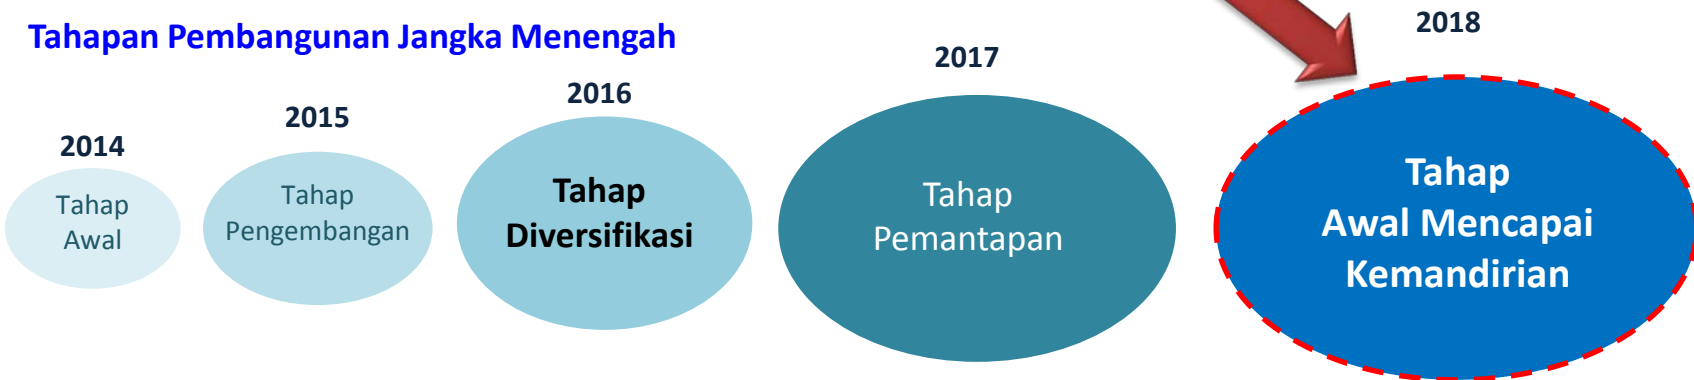 Tahapan Pembangunan Jangka Menengah
2014
Tahap
Awal
2015
Tahap
Pengembangan
2016
Tahap
Diversifikasi
2017
Tahap
Pemantapan
2018
Tahap
Awal Mencapai
Kemandirian